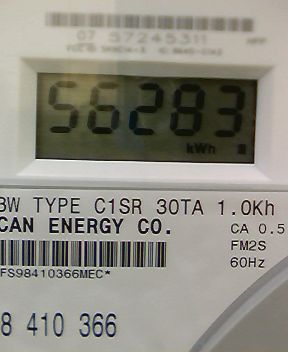 07 57245311
56283
kWh
BW TYPE C1SR 30TA 1.0Kh
CAN ENERGY CO. CA 0.5
FM2S
FS98410366MEC* 60Hz
8 410 366